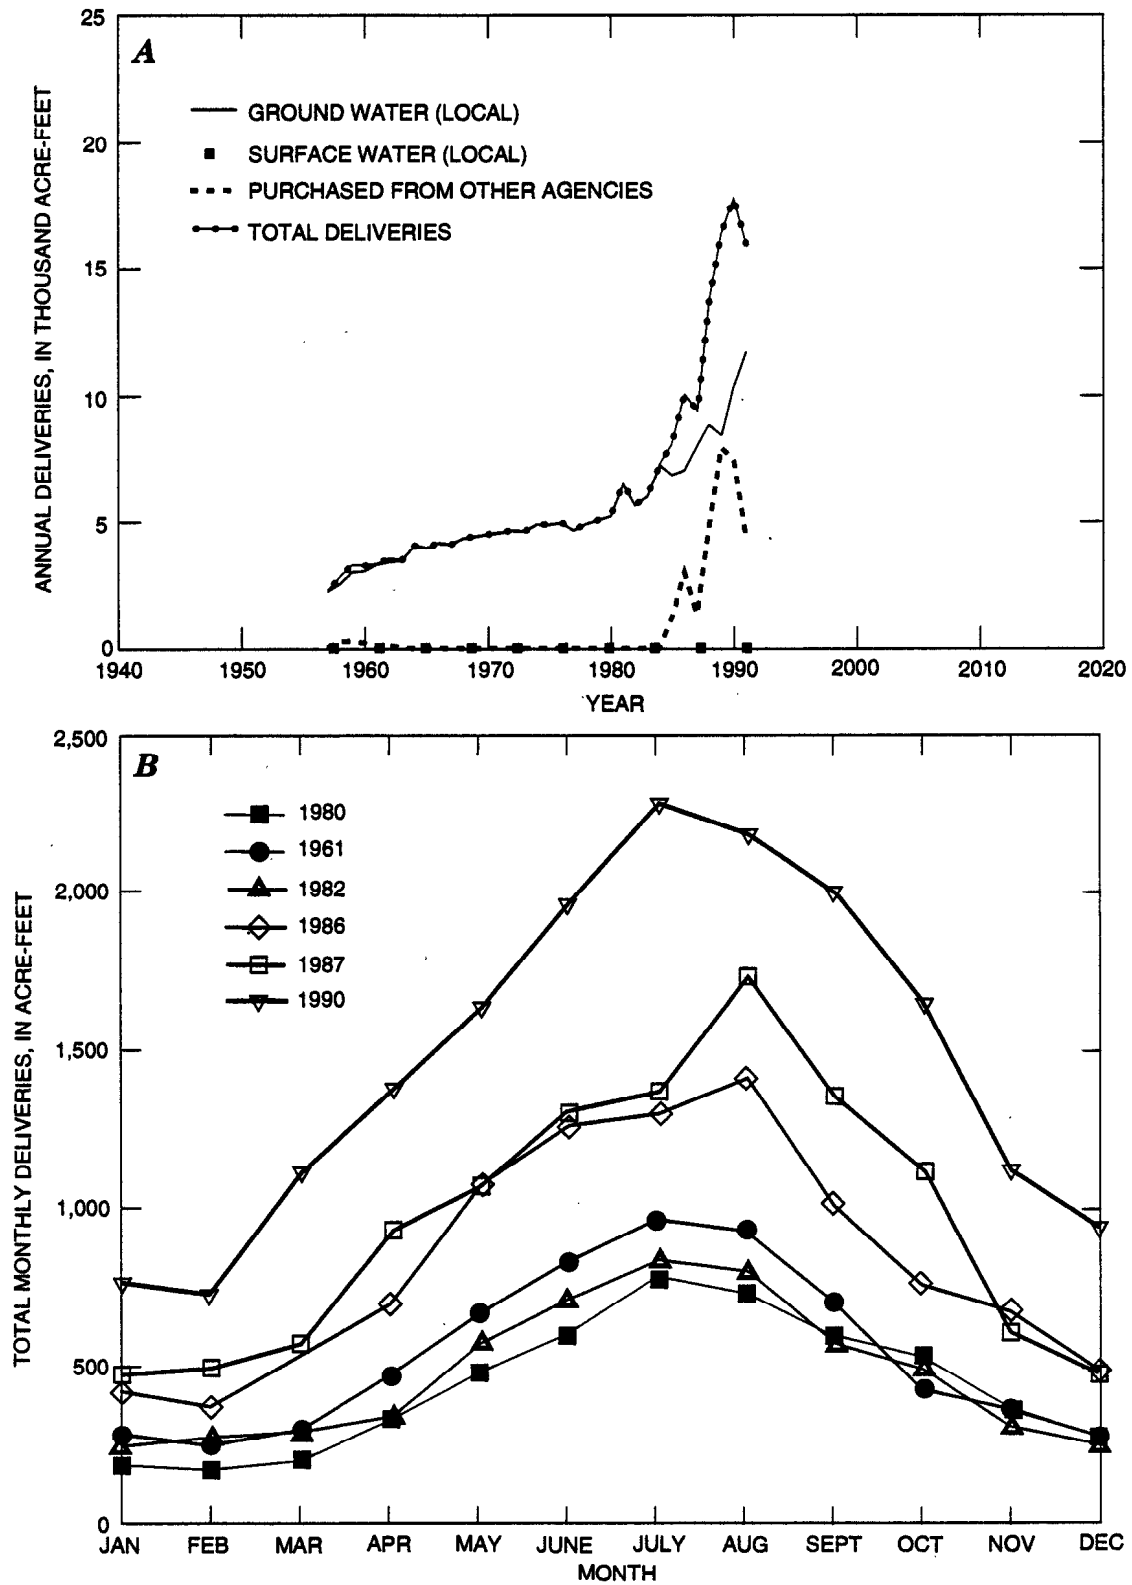 25
A
GROUND WATER (LOCAL)
20
SURFACE WATER (LOCAL)
PURCHASED FROM OTHER AGENCIES
TOTAL DELIVERIES
15
10
5
0
ANNUAL DELIVERIES, IN THOUSAND ACRE-FEET
1940 1950 1960 1970 1980 1990 2000 2010 2020
YEAR
2,500
B
1980
1961
1982
1986
1987
1990
2,000
1,500
1,000
500
0
TOTAL MONTHLY DELIVERIES, IN ACRE-FEET
JAN FEB MAR APR MAY JUNE JULY AUG SEPT OCT NOV DEC
MONTH